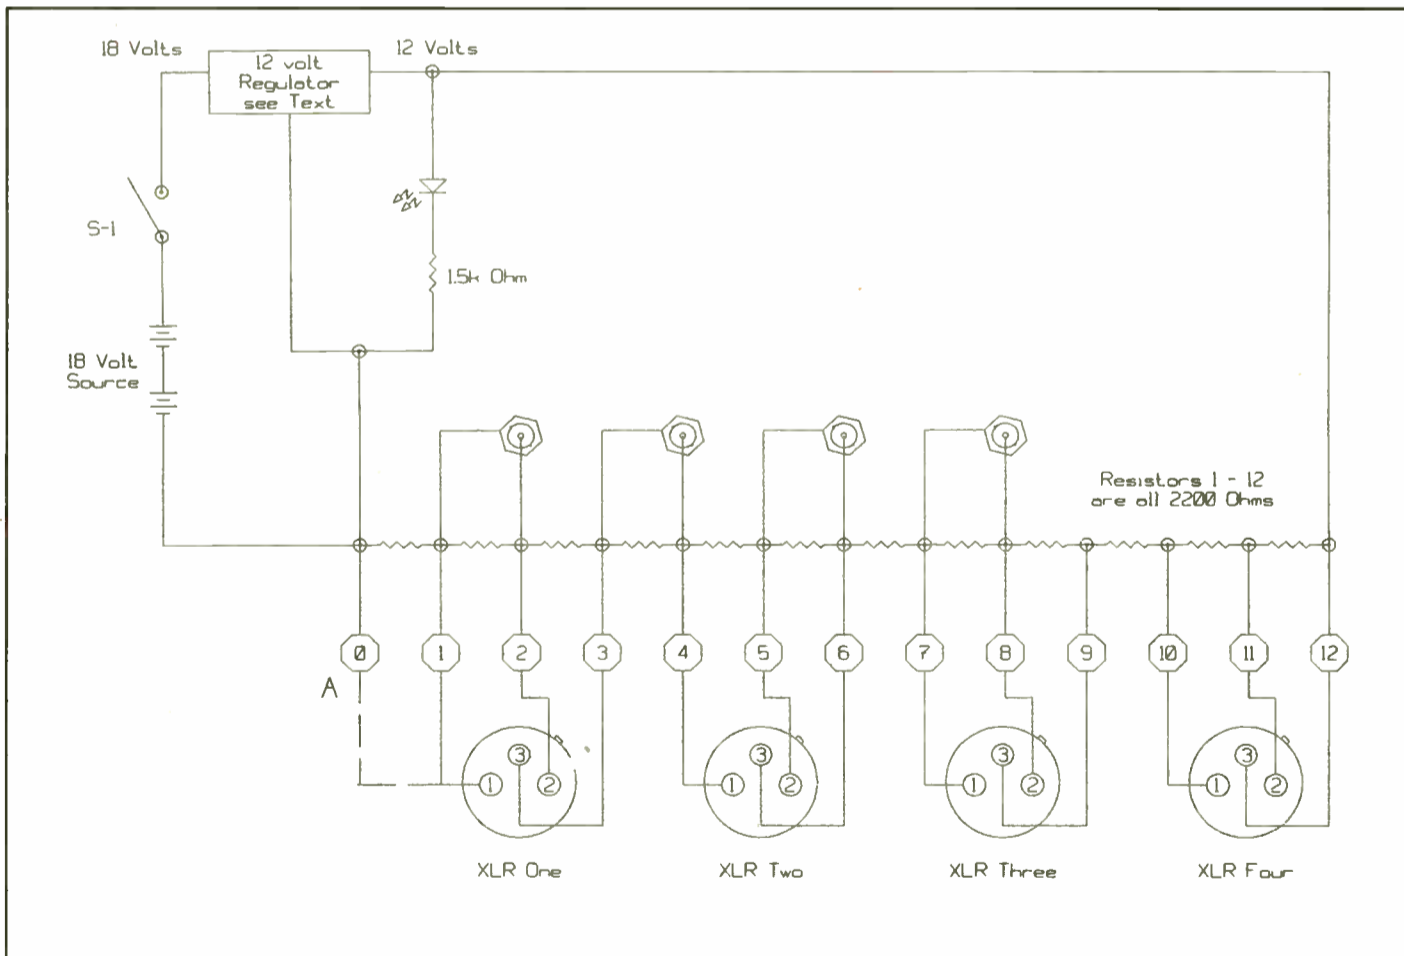 18 Volts
12 volt
Regulator
see Text
12 Volts
S-1
1.5k Ohm
18 Volt
Source
Resistors 1 - 12
are all 2200 Ohms
0
1
2
3
4
5
6
7
8
9
10
11
12
A
3
1
2
3
1
2
3
1
2
3
1
2
XLR One
XLR Two
XLR Three
XLR Four